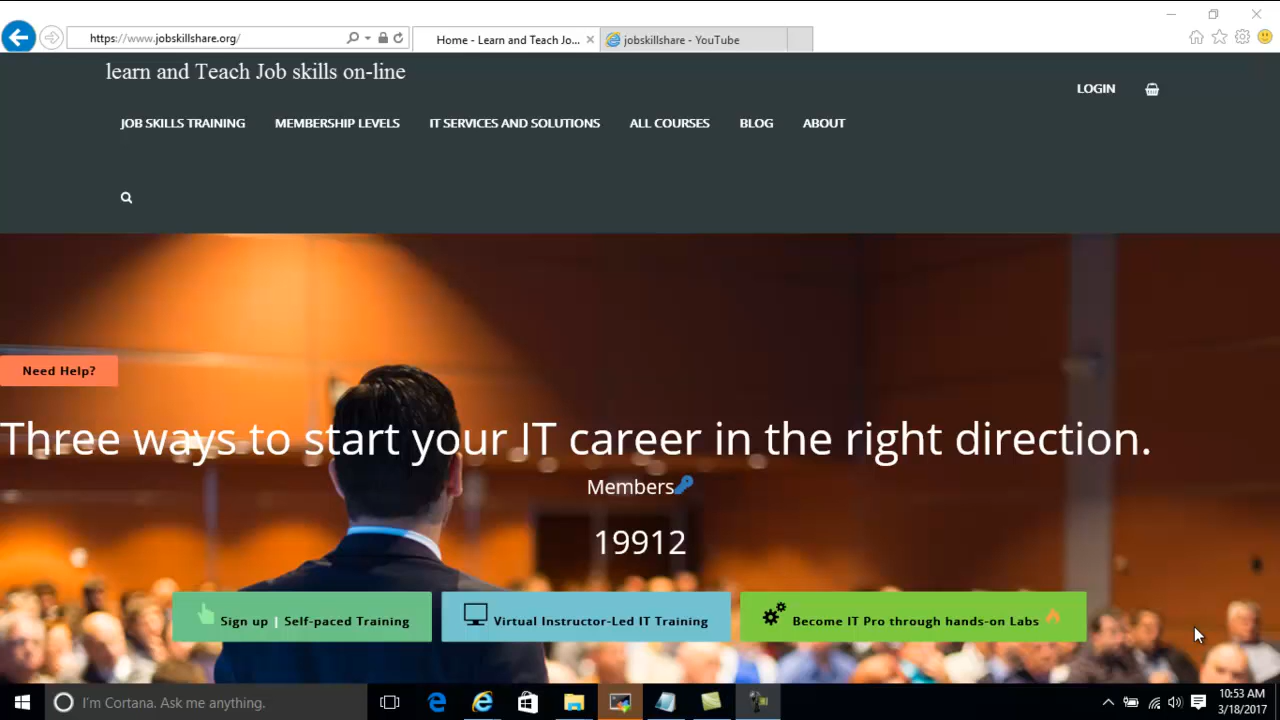 https://www.jobskillshare.org/
Home - Learn and Teach Jo...
jobskillshare - YouTube
learn and Teach Job skills on-line
LOGIN
JOB SKILLS TRAINING
MEMBERSHIP LEVELS
IT SERVICES AND SOLUTIONS
ALL COURSES
BLOG
ABOUT
Need Help?
Three ways to start your IT career in the right direction.
Members
19912
Sign up | Self-paced Training
Virtual Instructor-Led IT Training
Become IT Pro through hands-on Labs
I'm Cortana. Ask me anything.
10:53 AM
3/18/2017